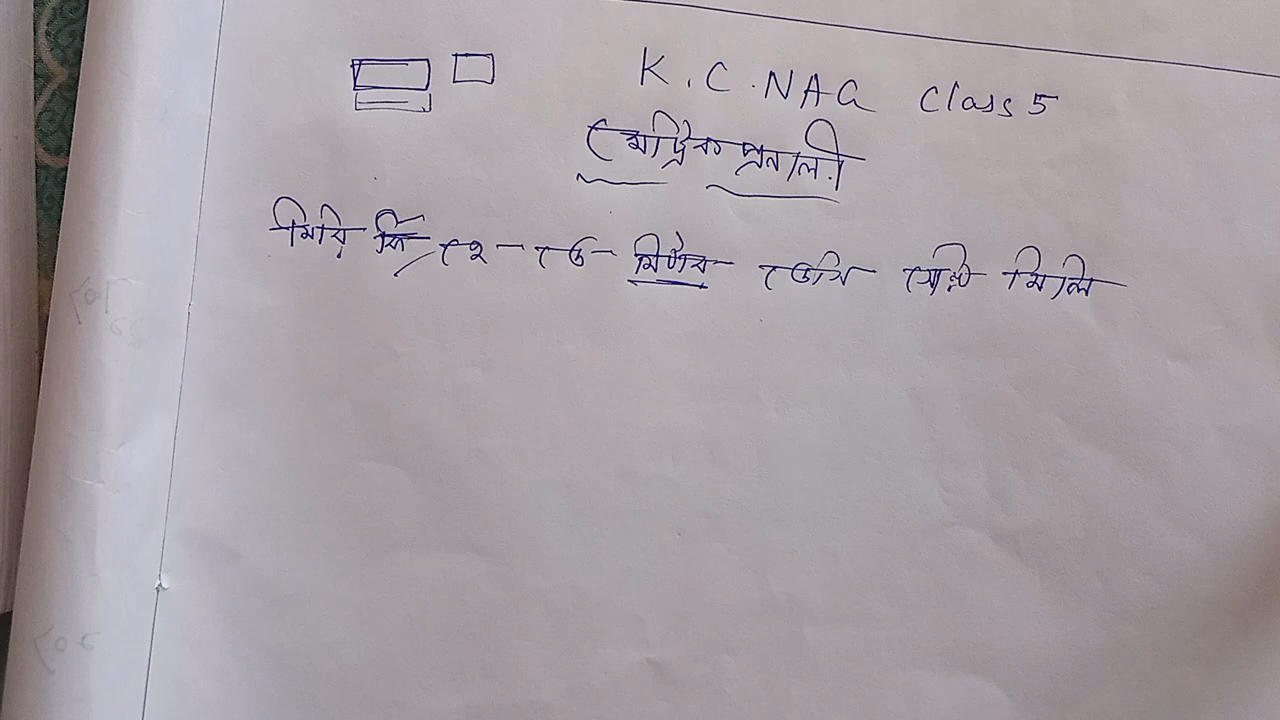 K.C.NAG Class 5
মেট্রিক প্রনালী
কি হে ডে মিটার ডেসি সেন্টি মিলি